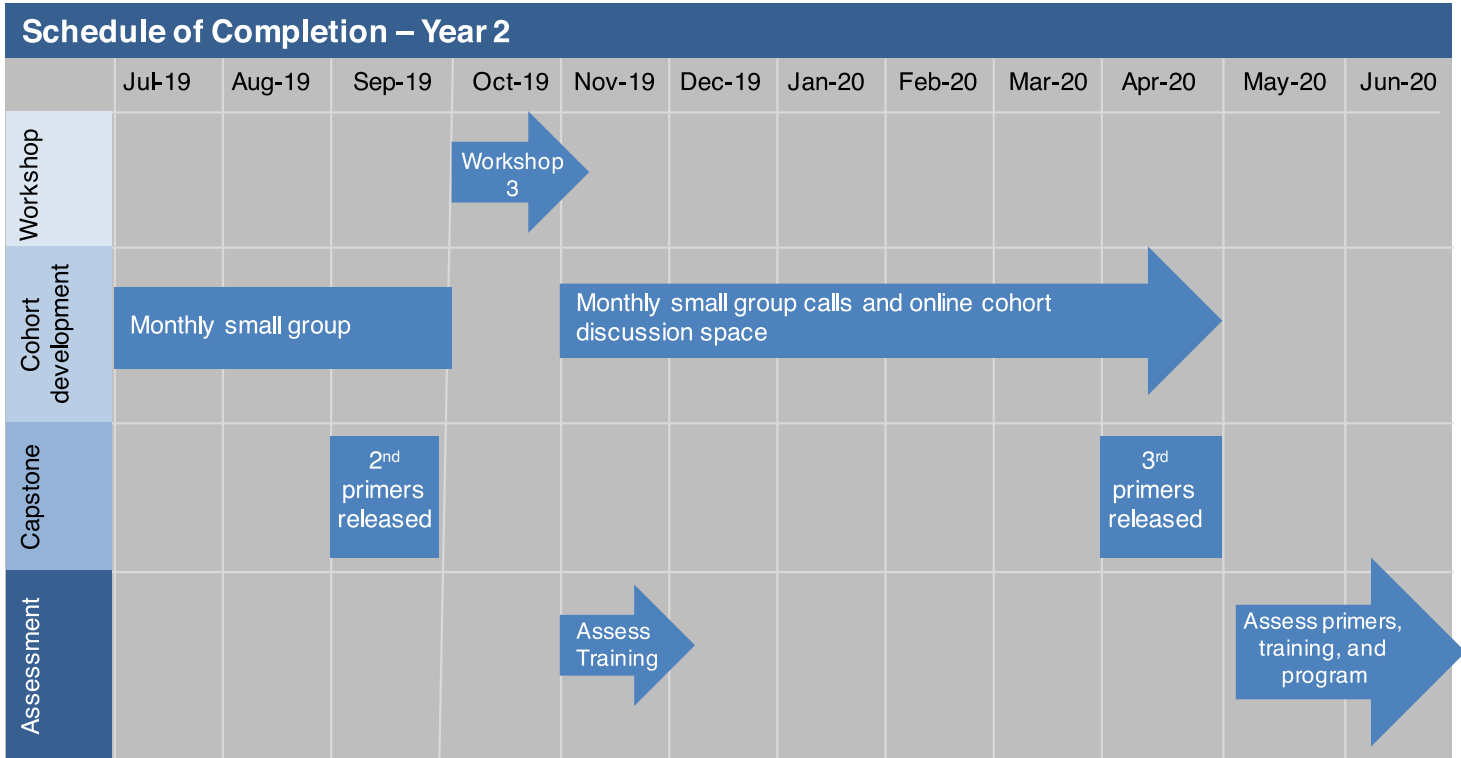 Schedule of Completion – Year 2
Jul-19 Aug-19 Sep-19 Oct-19 Nov-19 Dec-19 Jan-20 Feb-20 Mar-20 Apr-20 May-20 Jun-20
Workshop
Workshop
3
Cohort
development
Monthly small group
Monthly small group calls and online cohort
discussion space
Capstone
2nd
primers
released
3rd
primers
released
Assessment
Assess
Training
Assess primers,
training, and
program